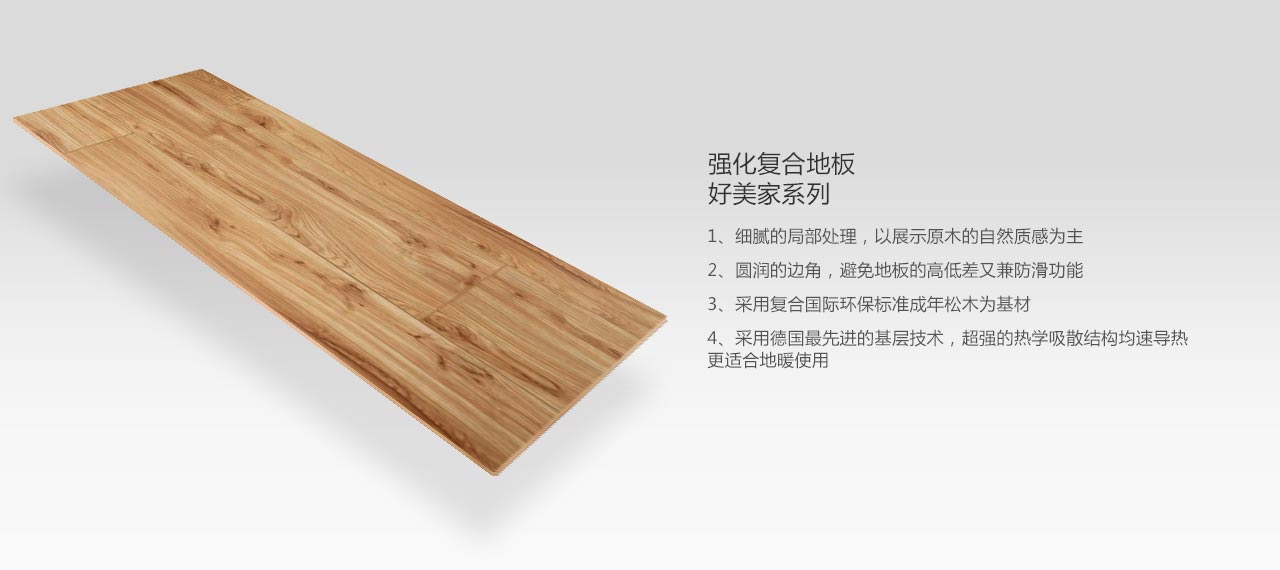 强化复合地板
好美家系列
1、细腻的局部处理，以展示原木的自然质感为主
2、圆润的边角，避免地板的高低差又兼防滑功能
3、采用复合国际环保标准成年松木为基材
4、采用德国最先进的基层技术，超强的热学吸散结构均速导热
更适合地暖使用